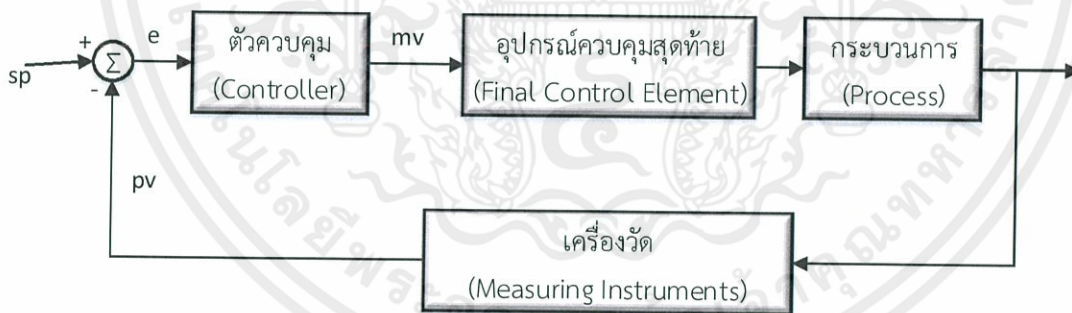 sp
+
-
Σ
e
ตัวควบคุม
(Controller)
mv
อุปกรณ์ควบคุมสุดท้าย
(Final Control Element)
กระบวนการ
(Process)
pv
เครื่องวัด
(Measuring Instruments)